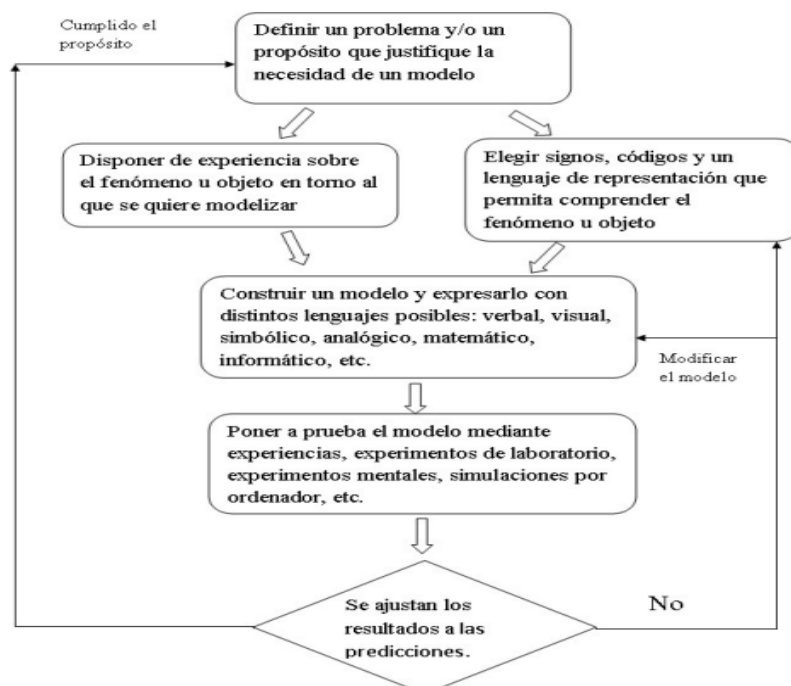 Cumplido el
propósito
Definir un problema y/o un
propósito que justifique la
necesidad de un modelo
Disponer de experiencia sobre
el fenómeno u objeto en torno al
que se quiere modelizar
Elegir signos, códigos y un
lenguaje de representación que
permita comprender el
fenómeno u objeto
Construir un modelo y expresarlo con
distintos lenguajes posibles: verbal, visual,
simbólico, analógico, matemático,
informático, etc.
Modificar
el modelo
Poner a prueba el modelo mediante
experiencias, experimentos de laboratorio,
experimentos mentales, simulaciones por
ordenador, etc.
Se ajustan los
resultados a las
predicciones.
No